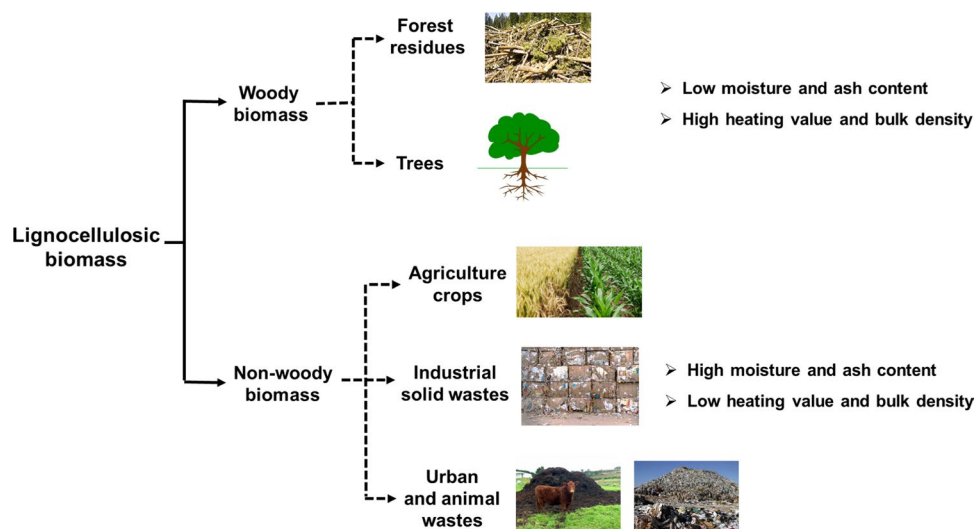 Forest
residues
Woody
biomass
➢ Low moisture and ash content
➢ High heating value and bulk density
Trees
Lignocellulosic
biomass
Agriculture
crops
Non-woody
biomass
Industrial
solid wastes
➢ High moisture and ash content
➢ Low heating value and bulk density
Urban
and animal
wastes